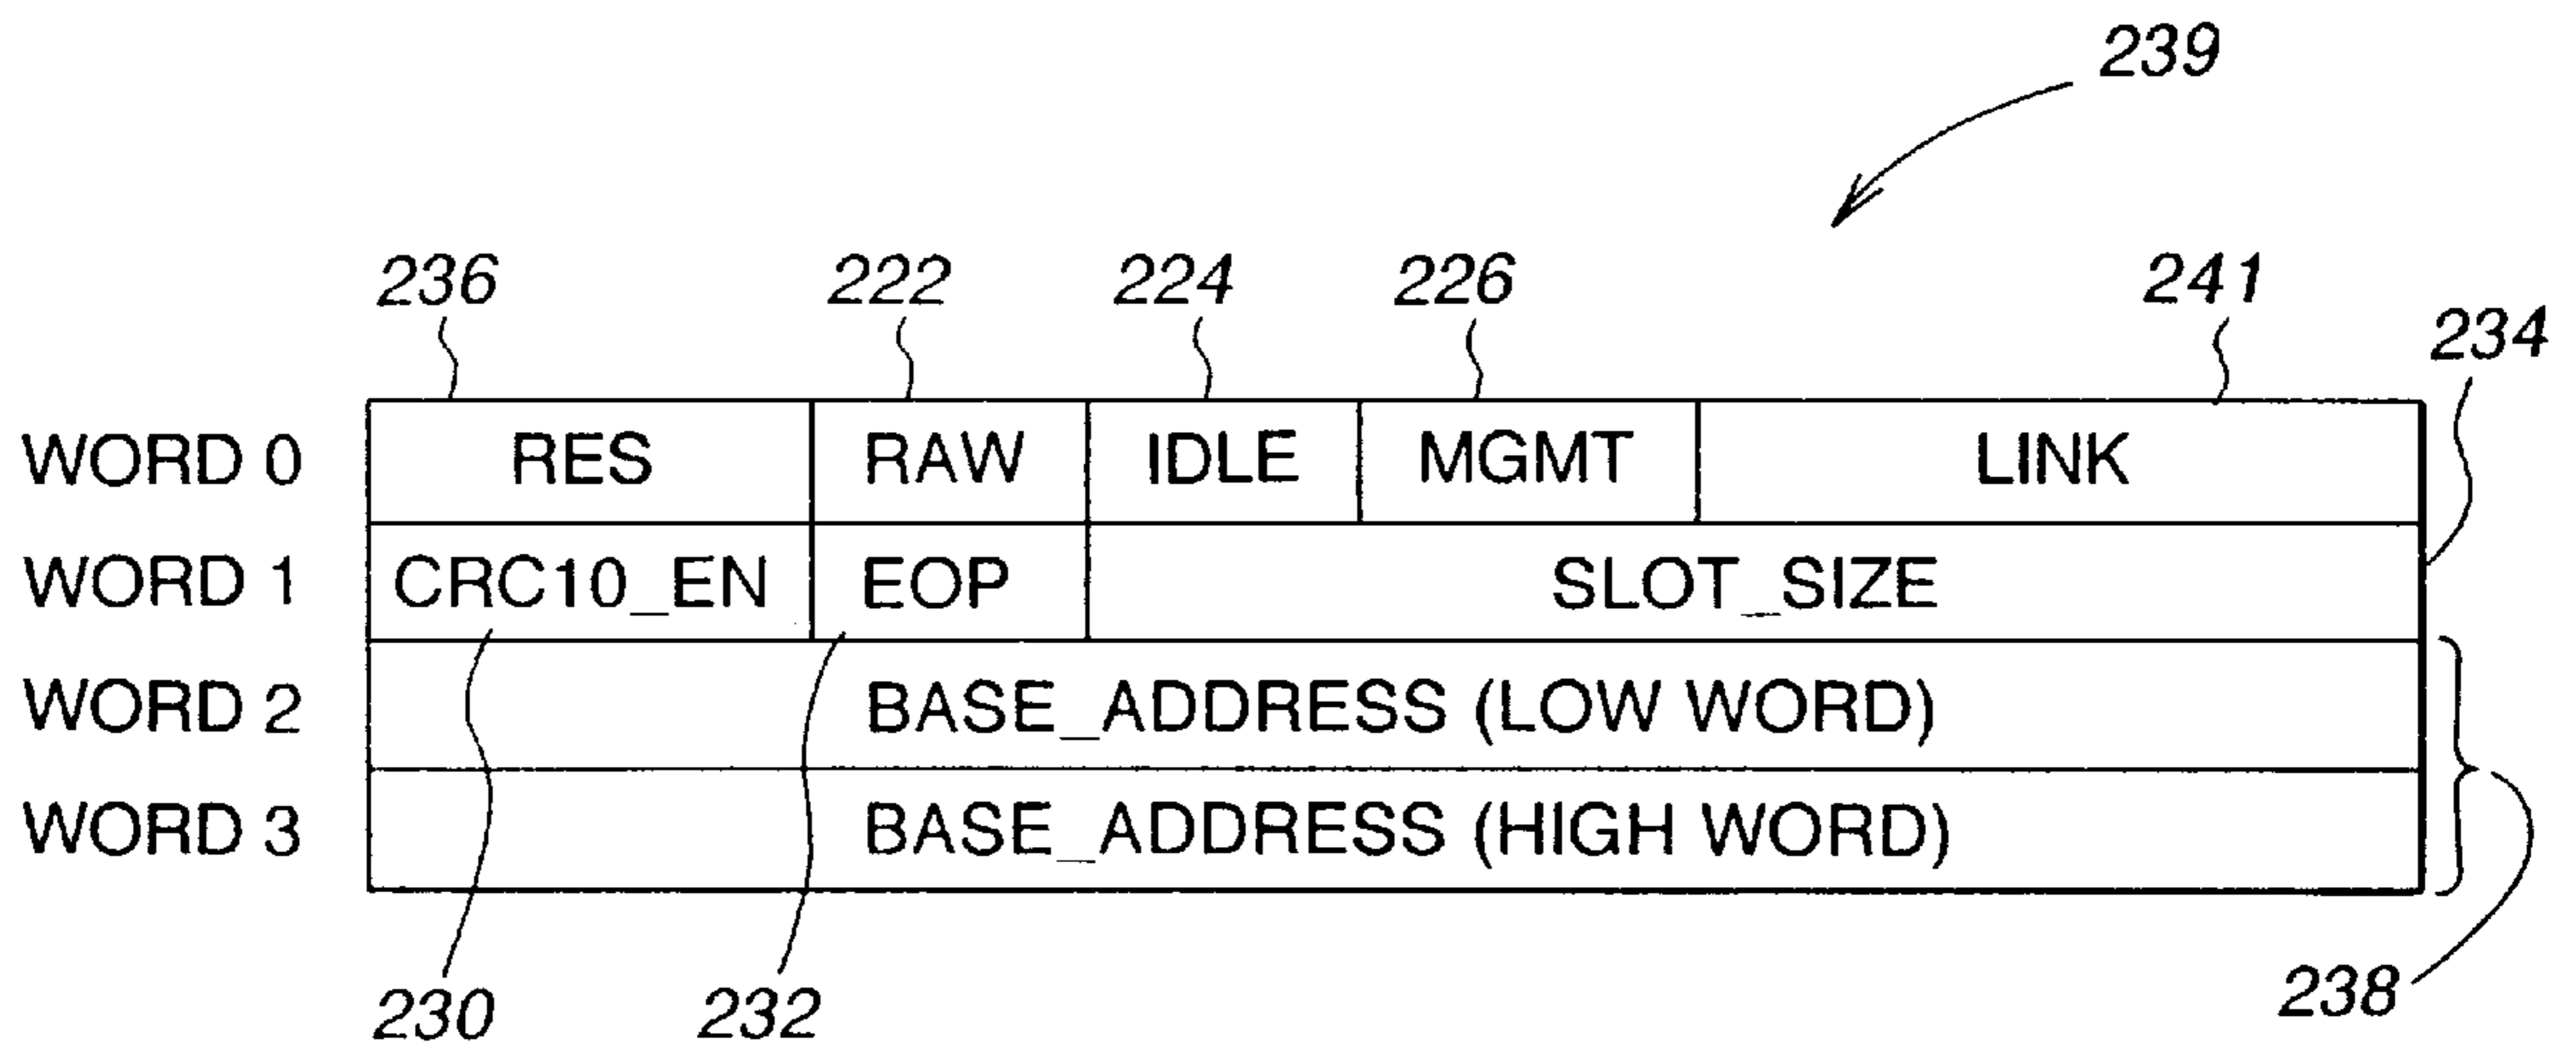 239
236 222 224 226 241
234
WORD 0 RES RAW IDLE MGMT LINK
WORD 1 CRC10_EN EOP SLOT_SIZE
WORD 2 BASE_ADDRESS (LOW WORD)
WORD 3 BASE_ADDRESS (HIGH WORD)
230 232 238